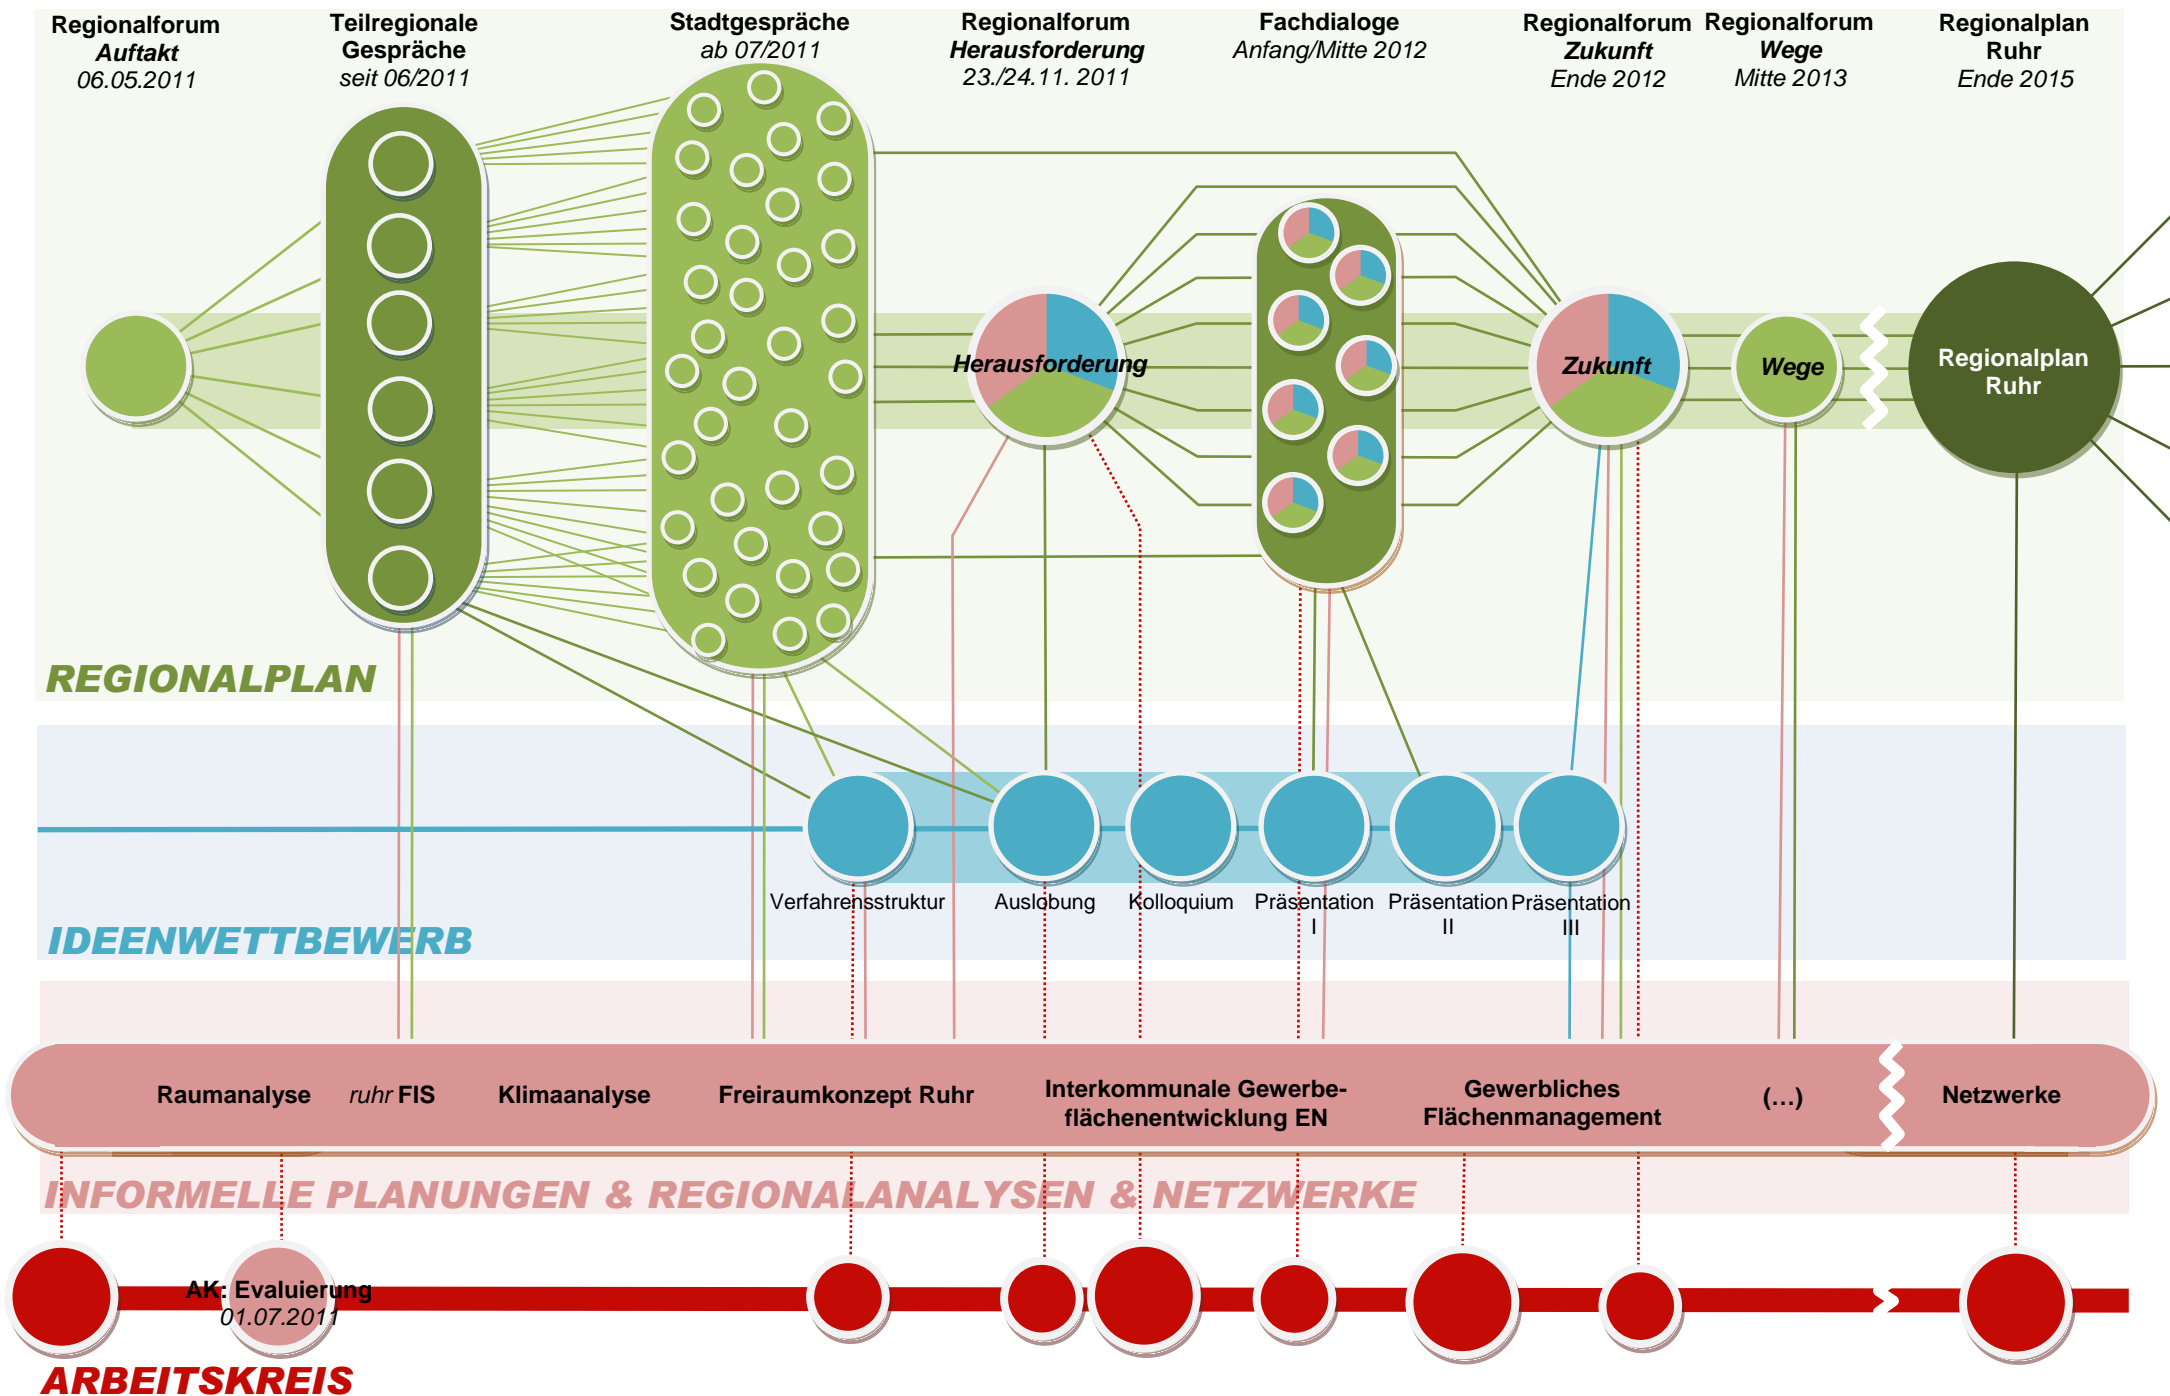 Regionalforum
Auftakt
06.05.2011
Teilregionale
Gespräche
seit 06/2011
Stadtgespräche
ab 07/2011
Regionalforum
Herausforderung
23./24.11. 2011
Fachdialoge
Anfang/Mitte 2012
Regionalforum
Zukunft
Ende 2012
Regionalforum
Wege
Mitte 2013
Regionalplan
Ruhr
Ende 2015
Herausforderung
Zukunft
Wege
Regionalplan
Ruhr
REGIONALPLAN
Verfahrensstruktur
Auslobung
Kolloquium
Präsentation
I
Präsentation
II
Präsentation
III
IDEENWETTBEWERB
Raumanalyse
ruhr FIS
Klimaanalyse
Freiraumkonzept Ruhr
Interkommunale Gewerbe-
flächenentwicklung EN
Gewerbliches
Flächenmanagement
(...)
Netzwerke
INFORMELLE PLANUNGEN & REGIONALANALYSEN & NETZWERKE
AK: Evaluierung
01.07.2011
ARBEITSKREIS